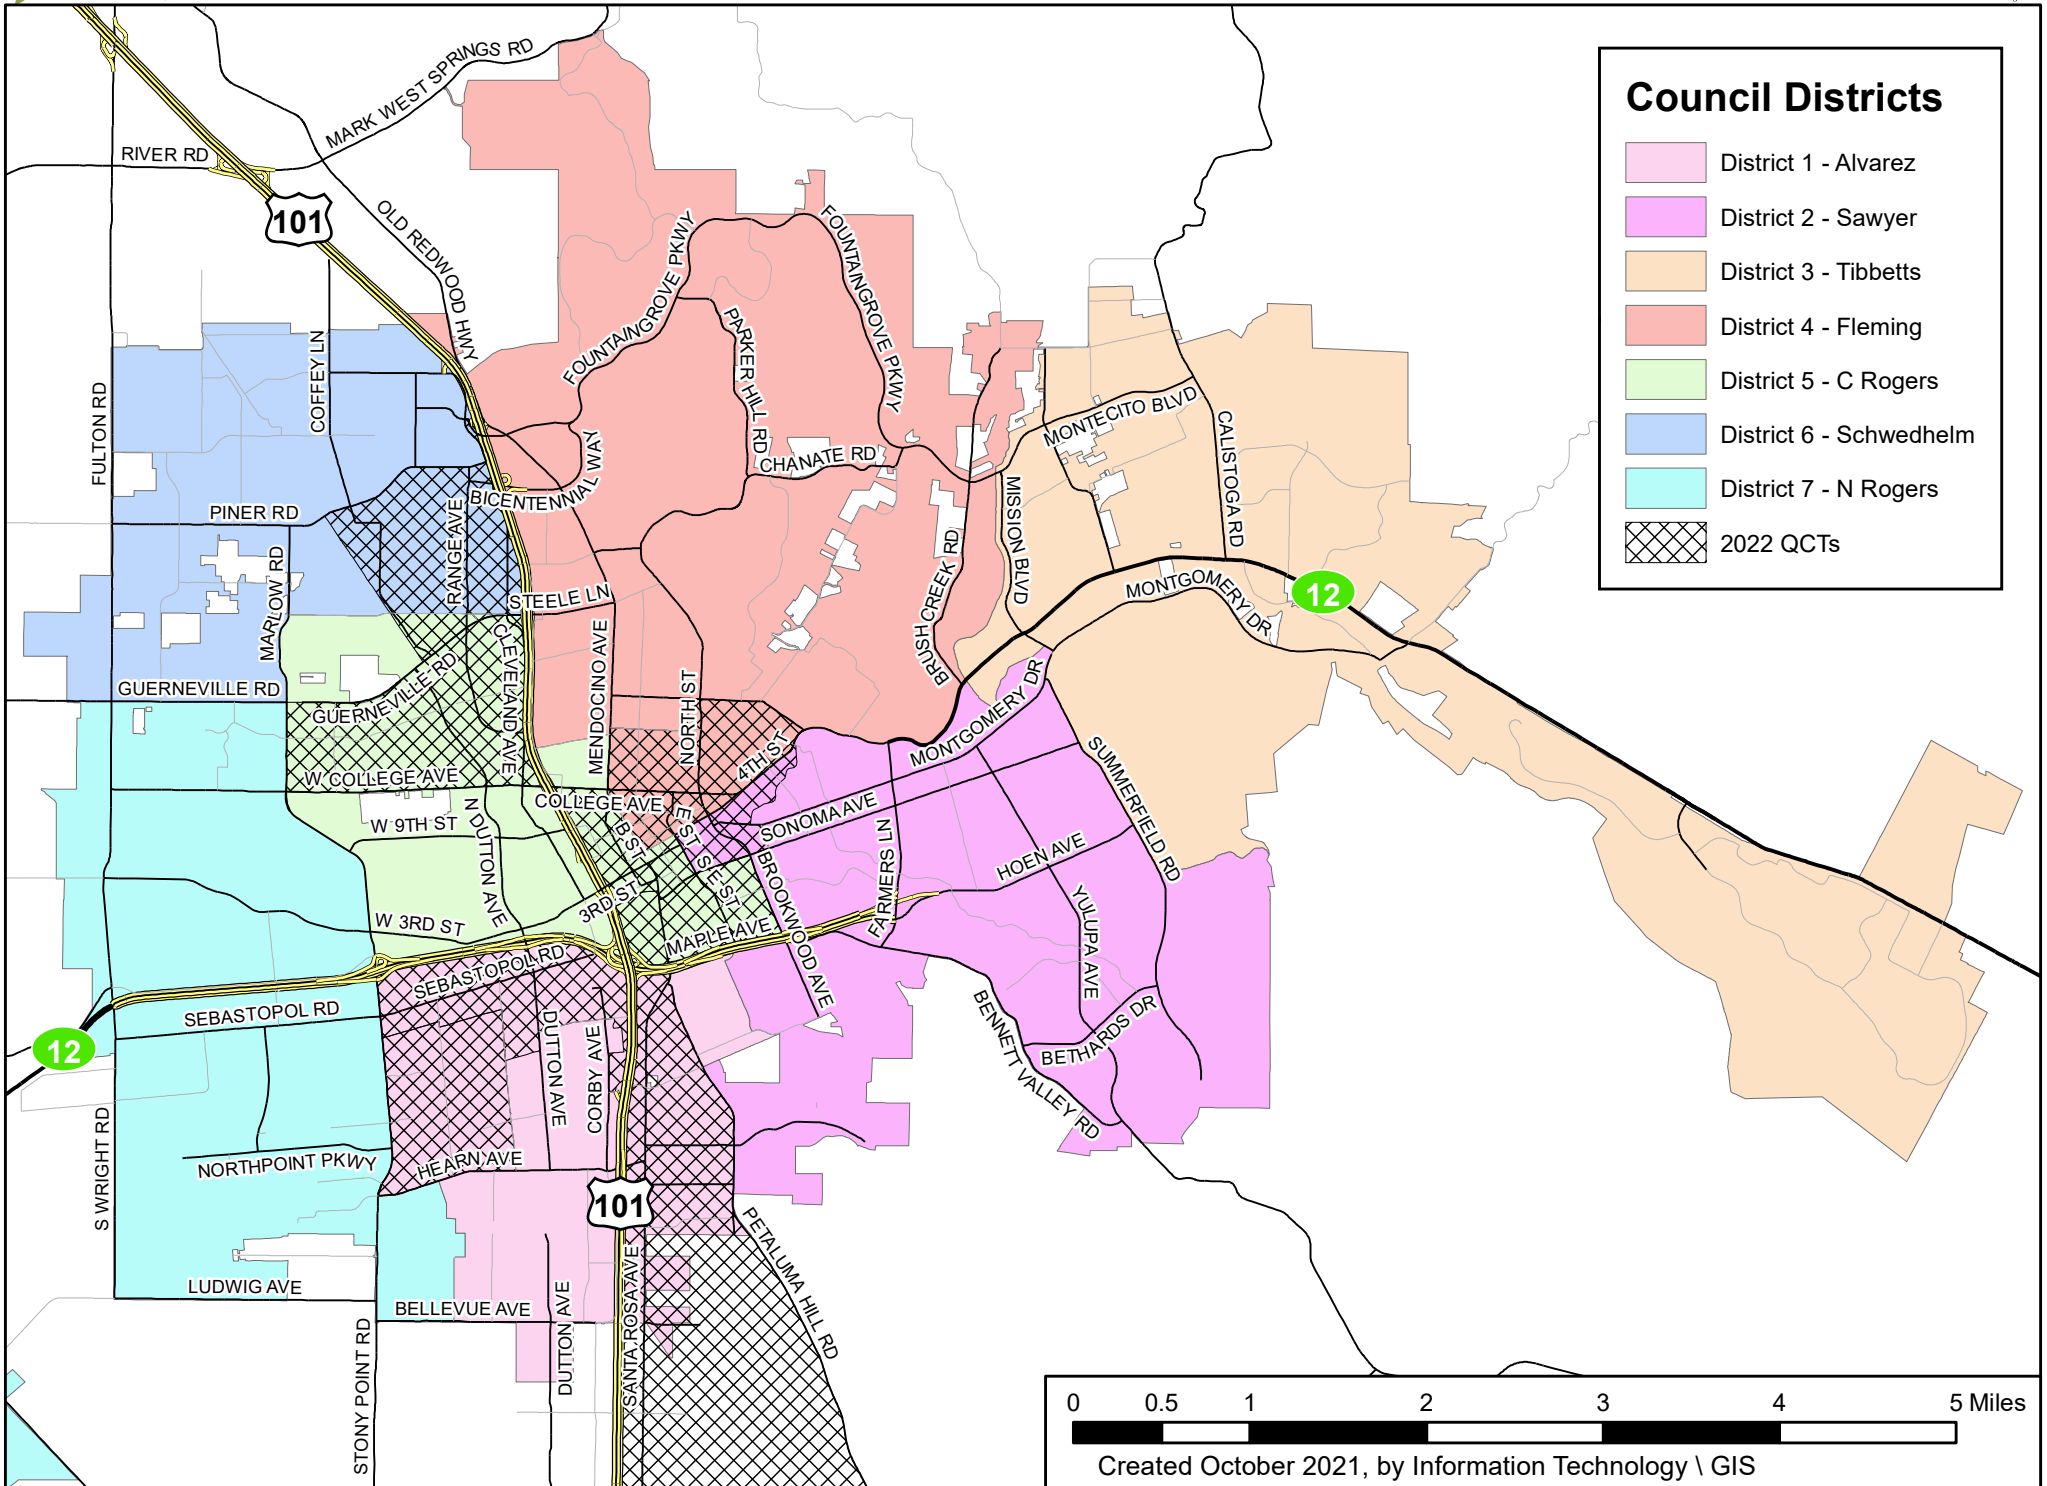 MARK WEST SPRINGS RD
RIVER RD
101
OLD REDWOOD HWY
FOUNTAINGROVE PKWY
FOUNTAINGROVE PKWY
PARKER HILL RD
COFFEY LN
FULTON RD
CHANATE RD
MONTECITO BLVD
CALISTOGA RD
BICENTENNIAL WAY
PINER RD
RANGE AVE
MISSION BLVD
BRUSH CREEK RD
MARLOW RD
STEELE LN
MONTGOMERY DR
12
GUERNEVILLE RD
GUERNEVILLE RD
CLEVELAND AVE
MENDOCINO AVE
NORTH ST
MONTGOMERY DR
4TH ST
SUMMERFIELD RD
W COLLEGE AVE
COLLEGE AVE
W 9TH ST
N DUTTON AVE
B ST
E ST
S E ST
SONOMA AVE
FARMERS LN
HOEN AVE
BROOKWOOD AVE
W 3RD ST
3RD ST
MAPLE AVE
YULUPA AVE
SEBASTOPOL RD
SEBASTOPOL RD
12
DUTTON AVE
CORBY AVE
BENNETT VALLEY RD
BETHARDS DR
S WRIGHT RD
NORTHPOINT PKWY
HEARN AVE
101
PETALUMA HILL RD
LUDWIG AVE
BELLEVUE AVE
STONY POINT RD
DUTTON AVE
SANTA ROSA AVE
Council Districts
District 1 - Alvarez
District 2 - Sawyer
District 3 - Tibbetts
District 4 - Fleming
District 5 - C Rogers
District 6 - Schwedhelm
District 7 - N Rogers
2022 QCTs
0 0.5 1 2 3 4 5 Miles
Created October 2021, by Information Technology \ GIS